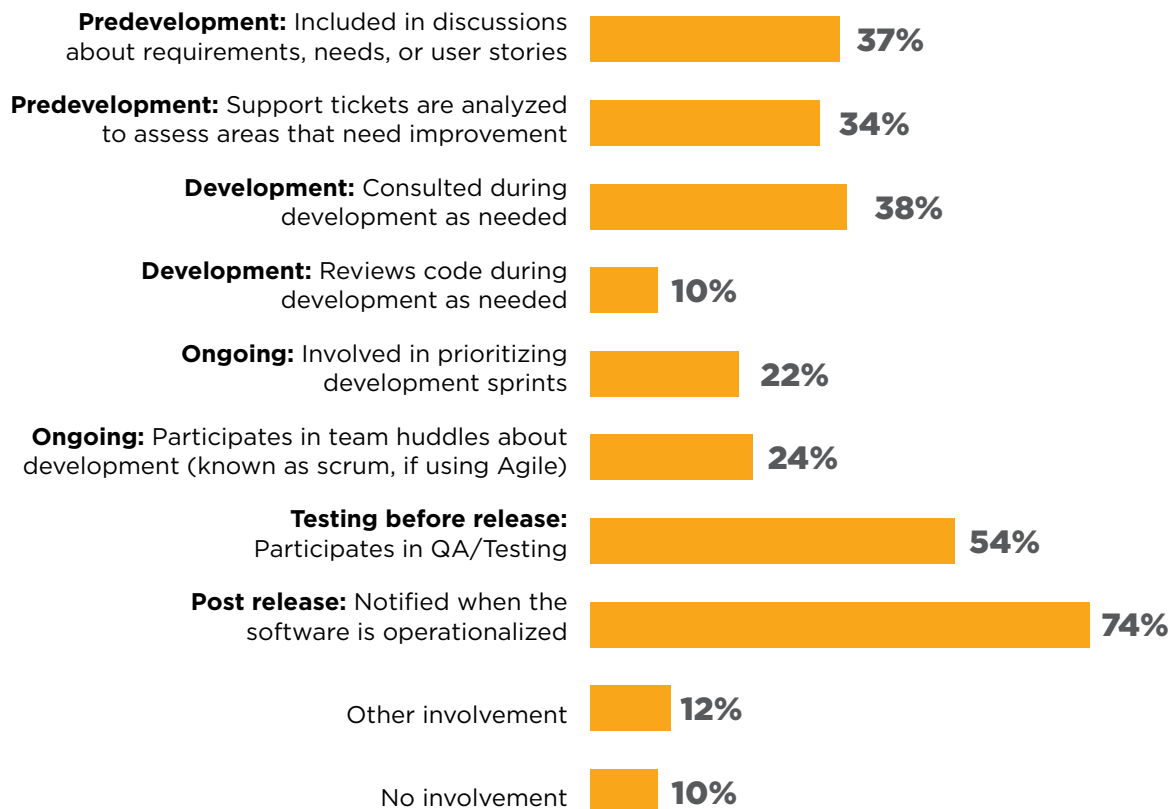 Predevelopment: Included in discussions
about requirements, needs, or user stories
37%
Predevelopment: Support tickets are analyzed
to assess areas that need improvement
34%
Development: Consulted during
development as needed
38%
Development: Reviews code during
development as needed
10%
Ongoing: Involved in prioritizing
development sprints
22%
Ongoing: Participates in team huddles about
development (known as scrum, if using Agile)
24%
Testing before release:
Participates in QA/Testing
54%
Post release: Notified when the
software is operationalized
74%
Other involvement
12%
No involvement
10%